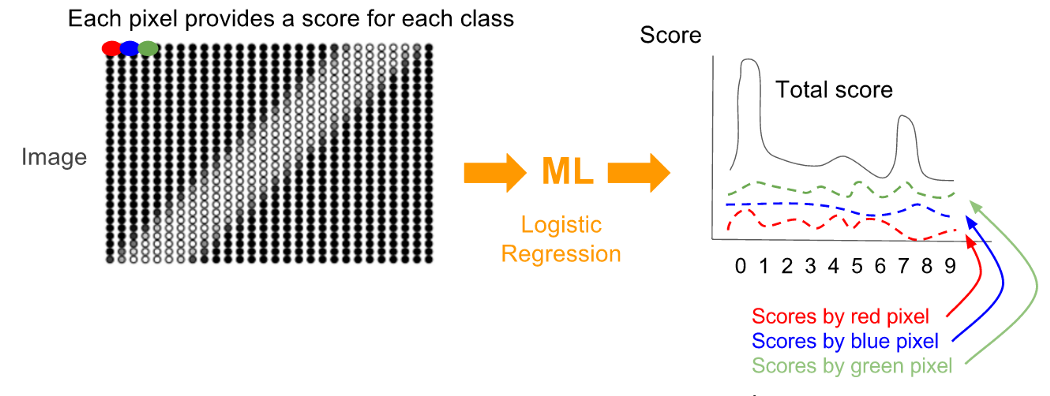 Each pixel provides a score for each class
Image
ML
Logistic
Regression
Score
Total score
0 1 2 3 4 5 6 7 8 9
Scores by red pixel
Scores by blue pixel
Scores by green pixel